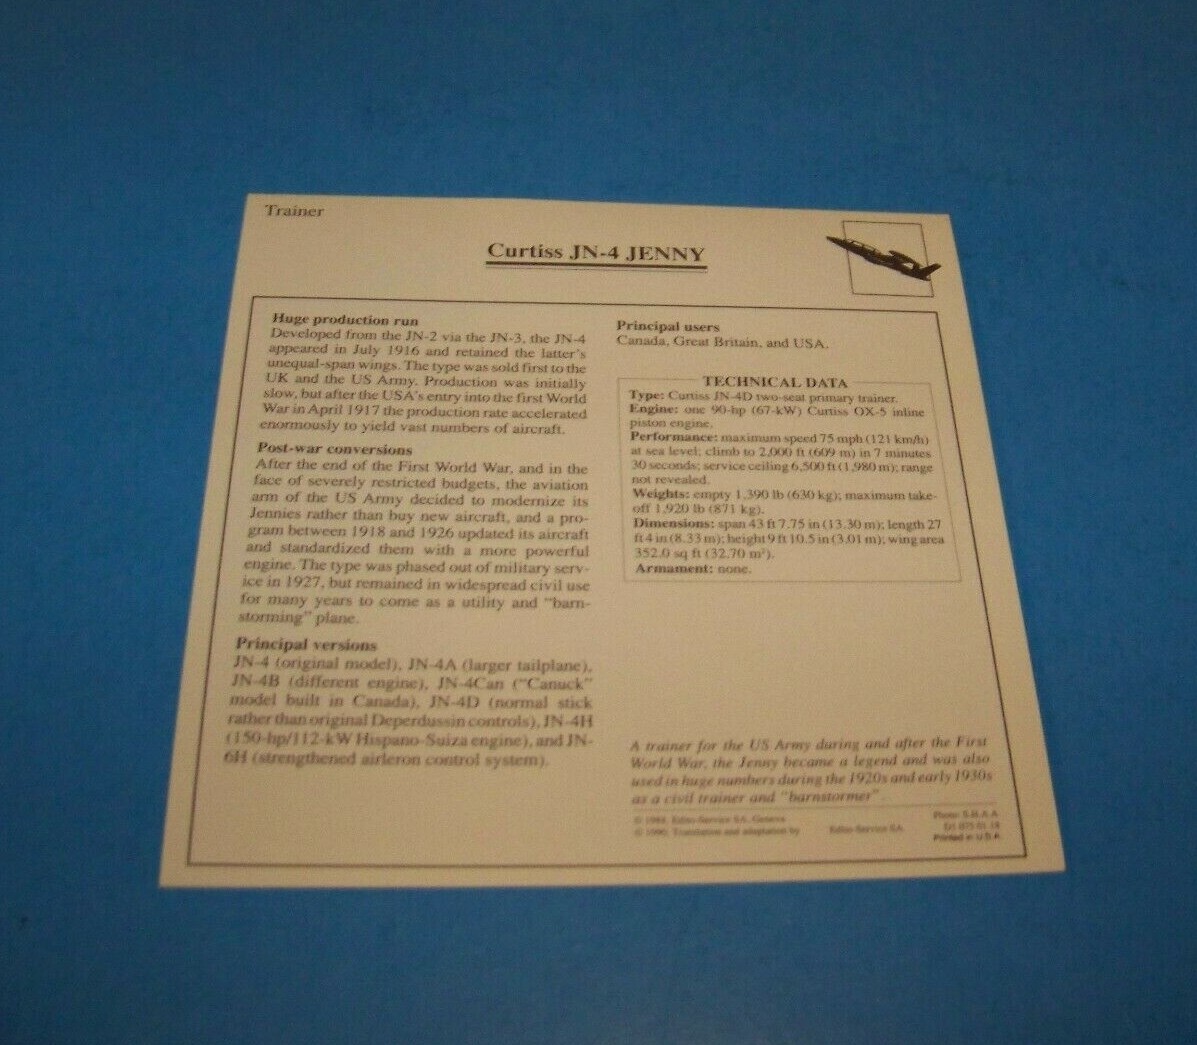 Trainer
Curtiss JN-4 JENNY
Huge production run
Developed from the JN-2 via the JN-3, the JN-4
appeared in July 1916 and retained the latter's
unequal-span wings. The type was sold first to the
UK and the US Army. Production was initially
slow, but after the USA's entry into the first World
War in April 1917 the production rate accelerated
enormously to yield vast numbers of aircraft.
Post-war conversions
After the end of the First World War, and in the
face of severely restricted budgets, the aviation
arm of the US Army decided to modernize its
Jennies rather than buy new aircraft, and a pro-
gram between 1918 and 1926 updated its aircraft
and standardized them with a more powerful
engine. The type was phased out of military serv-
ice in 1927, but remained in widespread civil use
for many years to come as a utility and "barn-
storming" plane.
Principal versions
JN-4 (original model), JN-4A (larger tailplane),
JN-4B (different engine), JN-4Can ("Canuck"
model built in Canada), JN-4D (normal stick
rather than original Deperdussin controls), JN-4H
(150-hp/112-kW Hispano-Suiza engine), and JN-
6H (strengthened airleron control system).
Principal users
Canada, Great Britain, and USA.
TECHNICAL DATA
Type: Curtiss JN-4D two-seat primary trainer.
Engine: one 90-hp (67-kW) Curtiss OX-5 inline
piston engine.
Performance: maximum speed 75 mph (121 km/h)
at sea level; climb to 2,000 ft (609 m) in 7 minutes
30 seconds; service ceiling 6,500 ft (1,980 m); range
not revealed.
Weights: empty 1,390 lb (630 kg); maximum take-
off 1,920 lb (871 kg).
Dimensions: span 43 ft 7.75 in (13.30 m); length 27
ft 4 in (8.33 m); height 9 ft 10.5 in (3.01 m); wing area
352.0 sq ft (32.70 m²).
Armament: none.
A trainer for the US Army during and after the First
World War, the Jenny became a legend and was also
used in huge numbers during the 1920s and early 1930s
as a civil trainer and "barnstormer".
Edito-Service SA, Geneva
© 1990, Translation and adaptation by Edito-Service SA
Photo: S.H.A.A
Printed in U S A